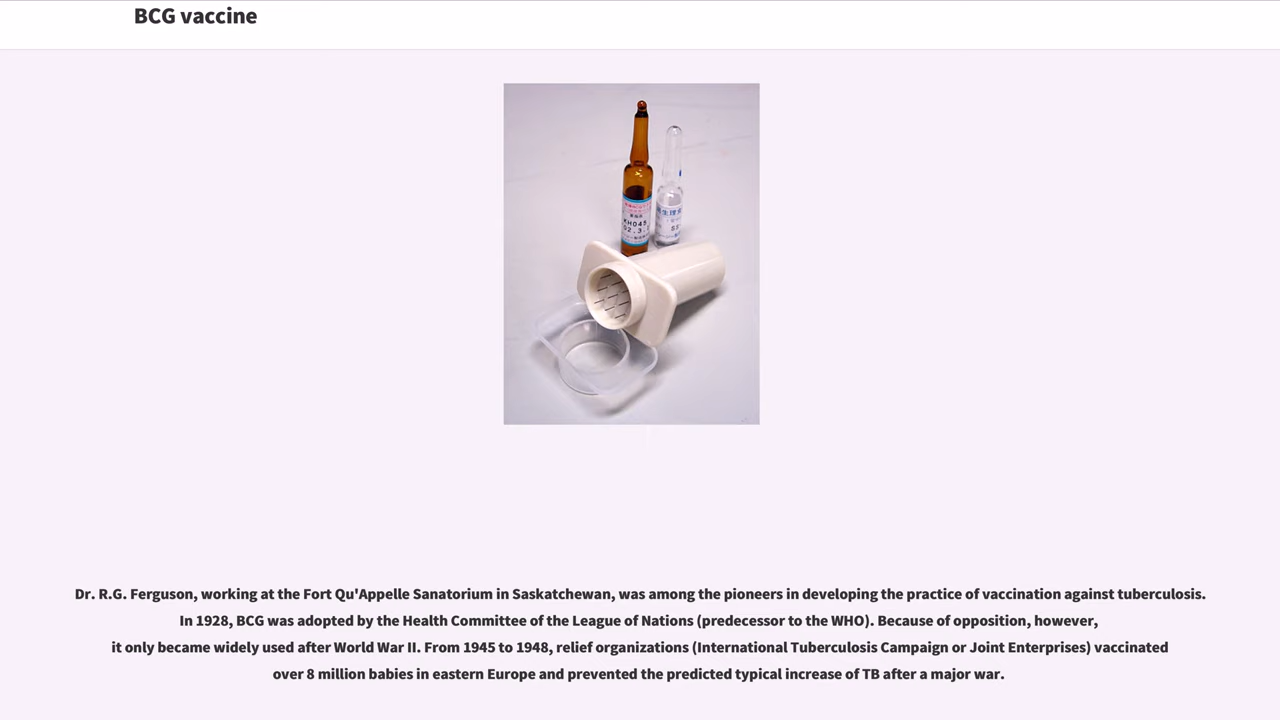 BCG vaccine
KH045
Dr. R.G. Ferguson, working at the Fort Qu'Appelle Sanatorium in Saskatchewan, was among the pioneers in developing the practice of vaccination against tuberculosis.
In 1928, BCG was adopted by the Health Committee of the League of Nations (predecessor to the WHO). Because of opposition, however,
it only became widely used after World War II. From 1945 to 1948, relief organizations (International Tuberculosis Campaign or Joint Enterprises) vaccinated
over 8 million babies in eastern Europe and prevented the predicted typical increase of TB after a major war.